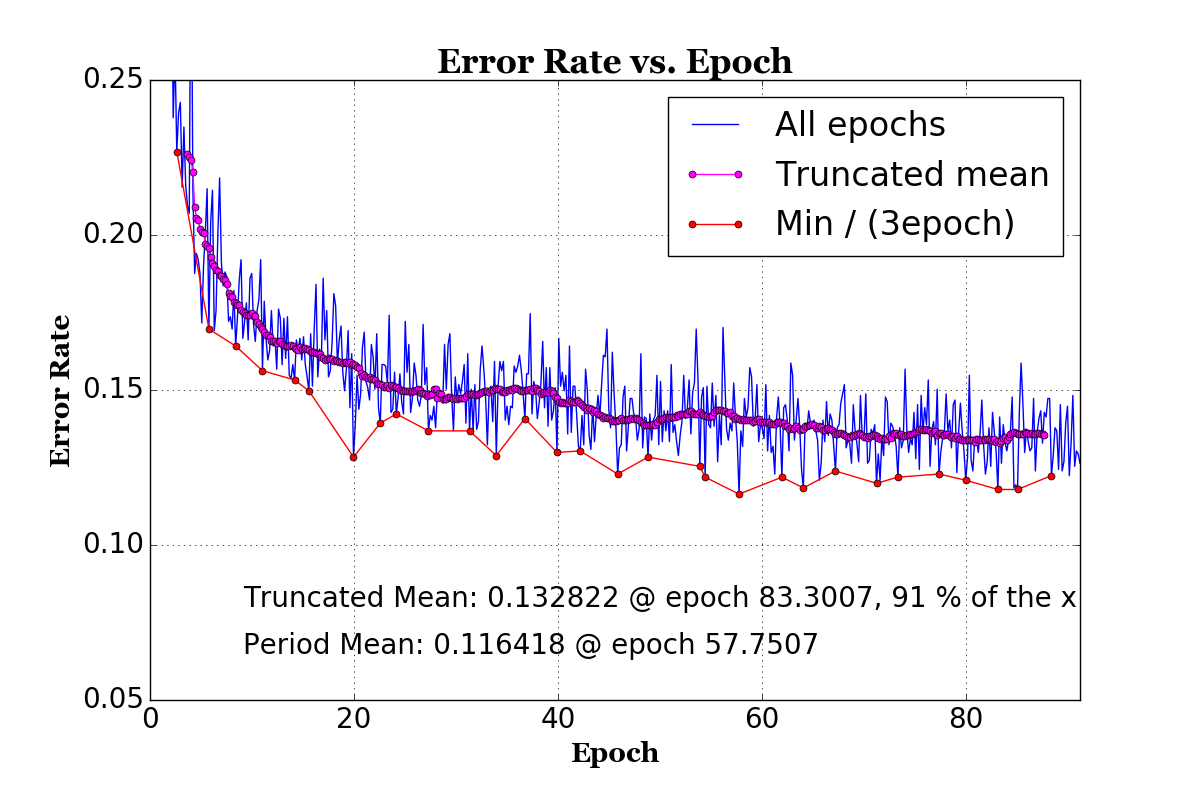 Error Rate vs. Epoch
0.25
0.20
0.15
0.10
0.05
Error Rate
All epochs
Truncated mean
Min / (3epoch)
Truncated Mean: 0.132822 @ epoch 83.3007, 91 % of the x
Period Mean: 0.116418 @ epoch 57.7507
0 20 40 60 80
Epoch